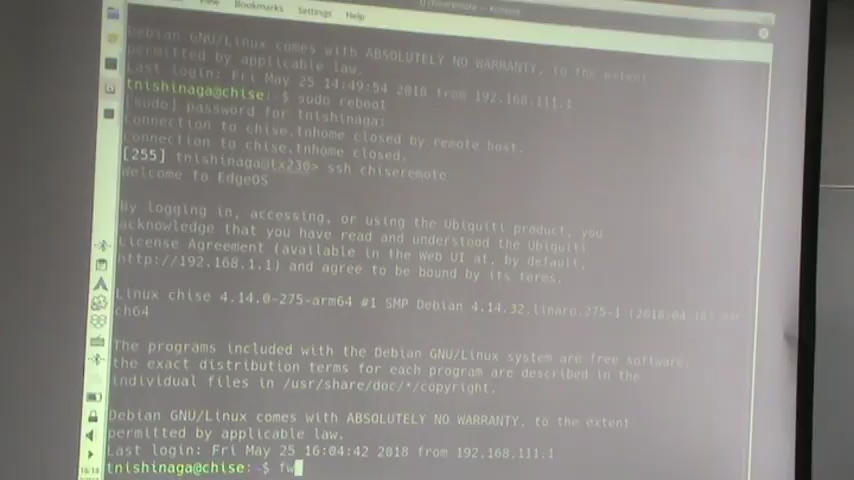 View Bookmarks Settings Help
Debian GNU/Linux comes with ABSOLUTELY NO WARRANTY, to the extent
permitted by applicable law.
Last login: Fri May 25 14:49:54 2018 from 192.168.111.1
tnishinaga@chise:~$ sudo reboot
[sudo] password for tnishinaga:
Connection to chise.tnhome closed by remote host.
Connection to chise.tnhome closed.
[255] tnishinaga@tx230> ssh chiseremote
Welcome to EdgeOS
By logging in, accessing, or using the Ubiquiti product, you
acknowledge that you have read and understood the Ubiquiti
License Agreement (available in the Web UI at, by default,
http://192.168.1.1) and agree to be bound by its terms.
Linux chise 4.14.0-275-arm64 #1 SMP Debian 4.14.32.linaro.275-1
ch64
The programs included with the Debian GNU/Linux system are free software;
the exact distribution terms for each program are described in the
individual files in /usr/share/doc/*/copyright.
Debian GNU/Linux comes with ABSOLUTELY NO WARRANTY, to the extent
permitted by applicable law.
Last login: Fri May 25 16:04:42 2018 from 192.168.111.1
tnishinaga@chise:~$ fw
16:18